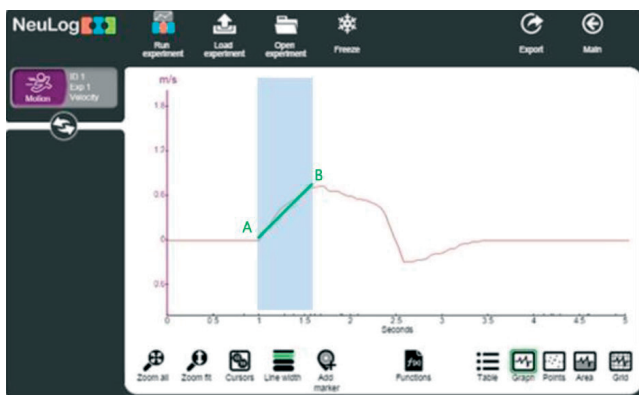 NeuLog
Run experiment
Load experiment
Open experiment
Freeze
Export
Main
Motion
ID 1
Exp 1
Velocity
m/s
1.8
1.2
0.6
0
0.6
A
B
0
0.5
1
1.5
2
2.5
3
3.5
4
4.5
5
Seconds
Zoom all
Zoom fit
Cursors
Line width
Add marker
f(x)
Functions
Table
Graph
Points
Area
Grid